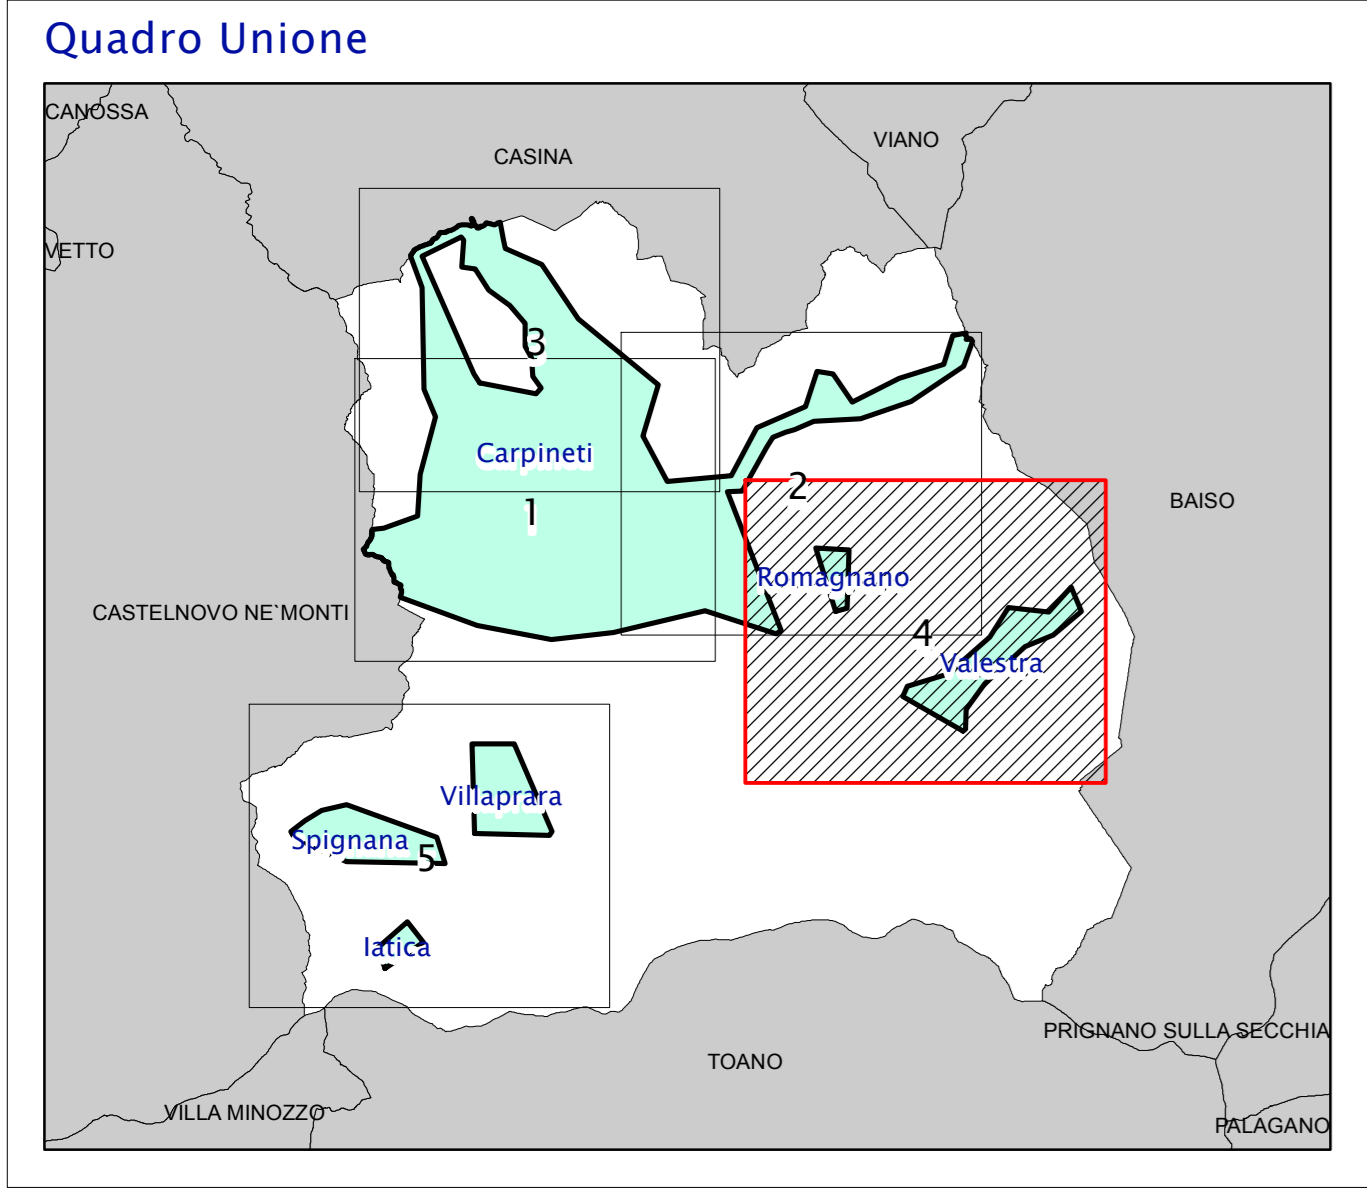 Quadro Unione
CANOSSA
VIANO
CASINA
VETTO
3
Carpineti
2
BAISO
1
Romagnano
CASTELNOVO NE`MONTI
4
Valestra
Villaprara
Spignana
5
Iatica
PRIGNANO SULLA SECCHIA
TOANO
VILLA MINOZZO
PALAGANO